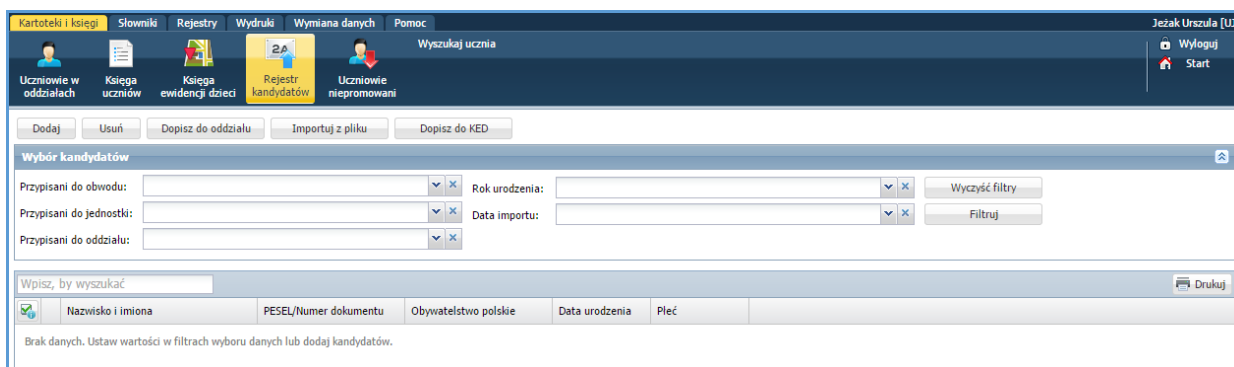 Kartoteki i księgi Słowniki Rejestry Wydruki Wymiana danych Pomoc Jeżak Urszula [UJ
Uczniowie w oddziałach
Księga uczniów
Księga ewidencji dzieci
2A
Rejestr kandydatów
Uczniowie niepromowani
Wyszukaj ucznia
Wyloguj
Start
Dodaj Usuń Dopisz do oddziału Importuj z pliku Dopisz do KED
Wybór kandydatów
Przypisani do obwodu: Rok urodzenia: Wyczyść filtry
Przypisani do jednostki: Data importu: Filtruj
Przypisani do oddziału:
Wpisz, by wyszukać Drukuj
Nazwisko i imiona PESEL/Numer dokumentu Obywatelstwo polskie Data urodzenia Płeć
Brak danych. Ustaw wartości w filtrach wyboru danych lub dodaj kandydatów.